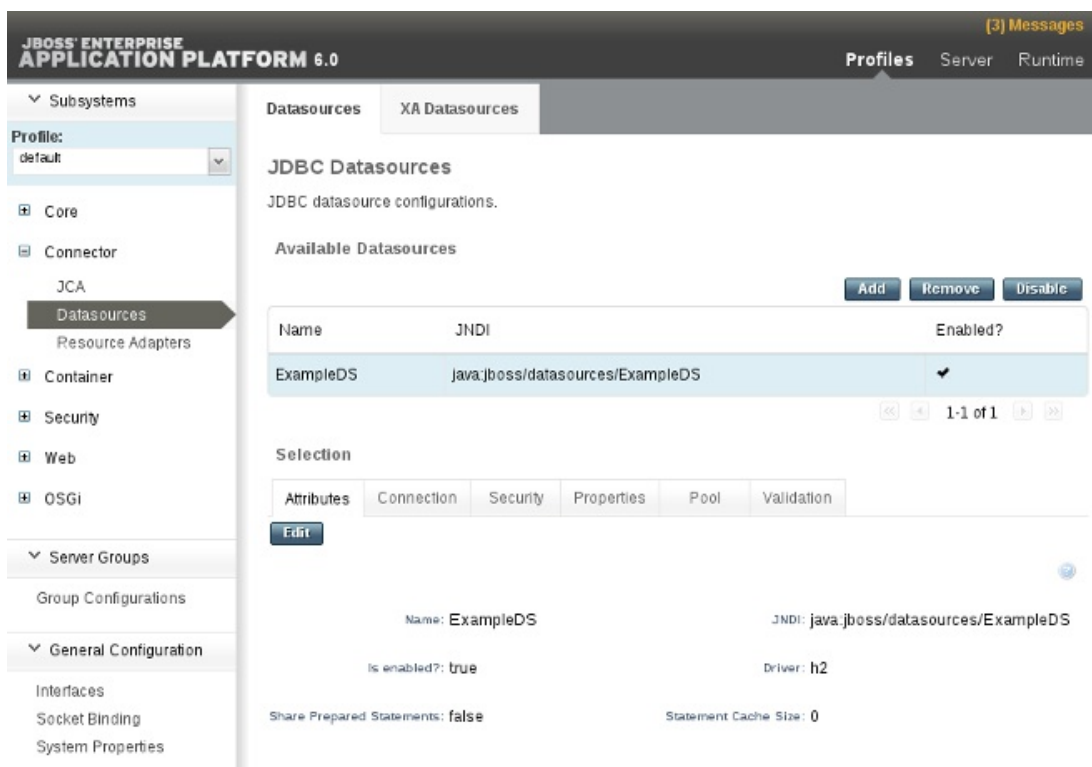 (3) Messages
JBOSS' ENTERPRISE
APPLICATION PLATFORM 6.0
Profiles Server Runtime
Subsystems
Profile:
default
Core
Connector
JCA
Datasources
Resource Adapters
Container
Security
Web
OSGi
Server Groups
Group Configurations
General Configuration
Interfaces
Socket Binding
System Properties
Datasources XA Datasources
JDBC Datasources
JDBC datasource configurations.
Available Datasources
Add Remove Disable
Name JNDI Enabled?
ExampleDS java:jboss/datasources/ExampleDS
1-1 of 1
Selection
Attributes Connection Security Properties Pool Validation
Edit
Name: ExampleDS JNDI: java:jboss/datasources/ExampleDS
Is enabled?: true Driver: h2
Share Prepared Statements: false Statement Cache Size: 0